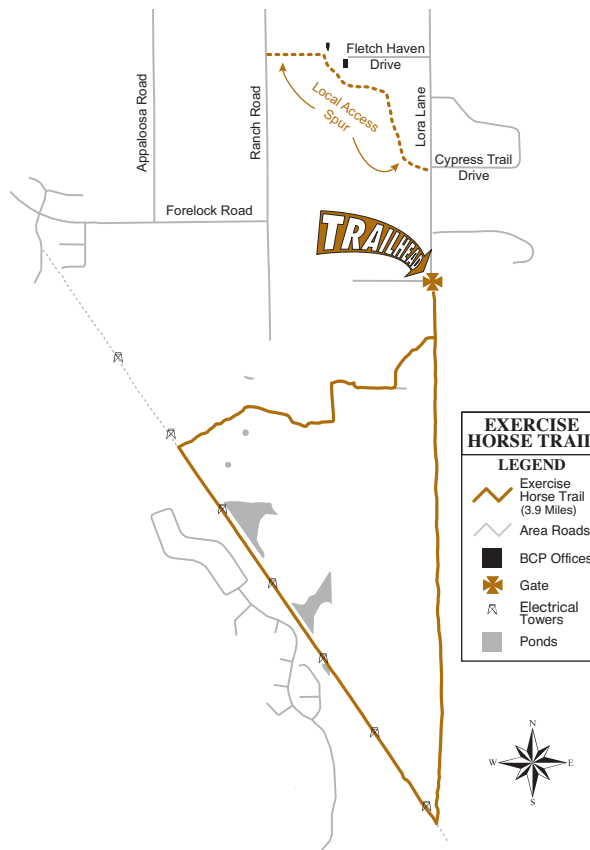 Fletch Haven
Drive
Appaloosa Road
Ranch Road
Local Access
Spur
Lora Lane
Cypress Trail
Drive
Forelock Road
TRAILHEAD
EXERCISE
HORSE TRAIL
LEGEND
Exercise
Horse Trail
(3.9 Miles)
Area Roads
BCP Offices
Gate
Electrical
Towers
Ponds
N
W
E
S